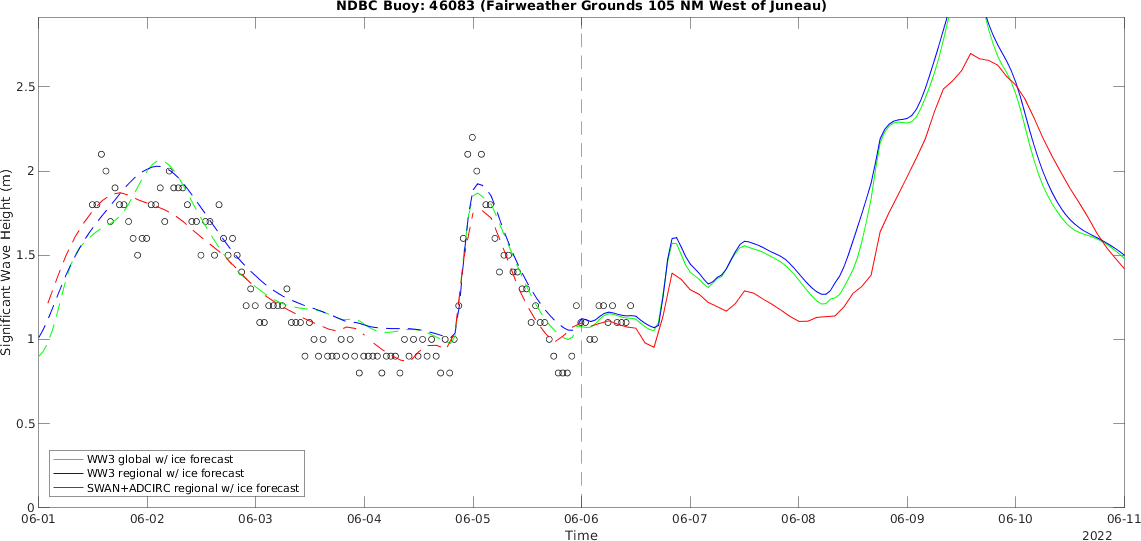 NDBC Buoy: 46083 (Fairweather Grounds 105 NM West of Juneau)
Significant Wave Height (m)
2.5
2
1.5
1
0.5
0
WW3 global w/ ice forecast
WW3 regional w/ ice forecast
SWAN+ADCIRC regional w/ ice forecast
06-01 06-02 06-03 06-04 06-05 06-06 06-07 06-08 06-09 06-10 06-11
Time
2022